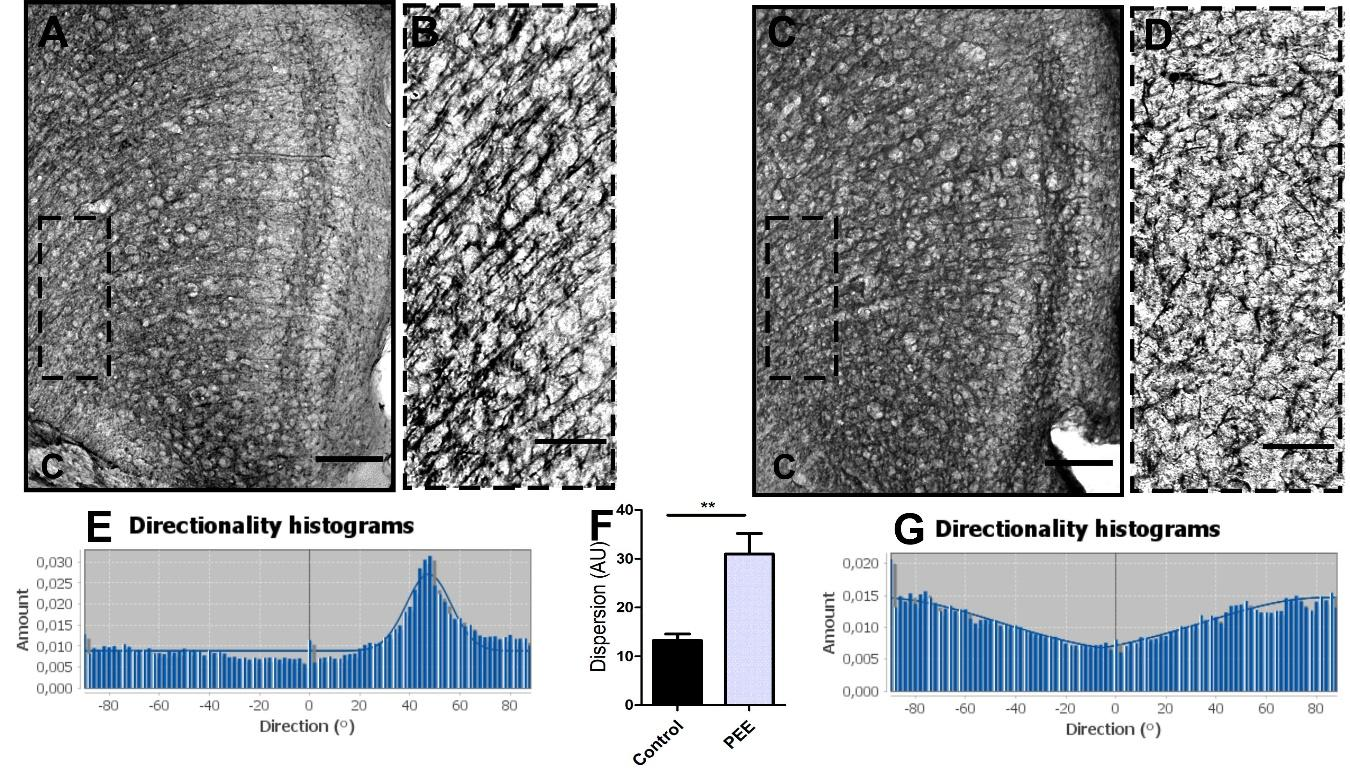 A
B
C
D
C
C
E
Directionality histograms
0,030
0,025
0,020
0,015
0,010
0,005
0,000
Amount
-80 -60 -40 -20 0 20 40 60 80
Direction (°)
F
**
40
30
20
10
0
Dispersion (AU)
Control
PEE
G
Directionality histograms
0,020
0,015
0,010
0,005
0,000
Amount
-80 -60 -40 -20 0 20 40 60 80
Direction (°)